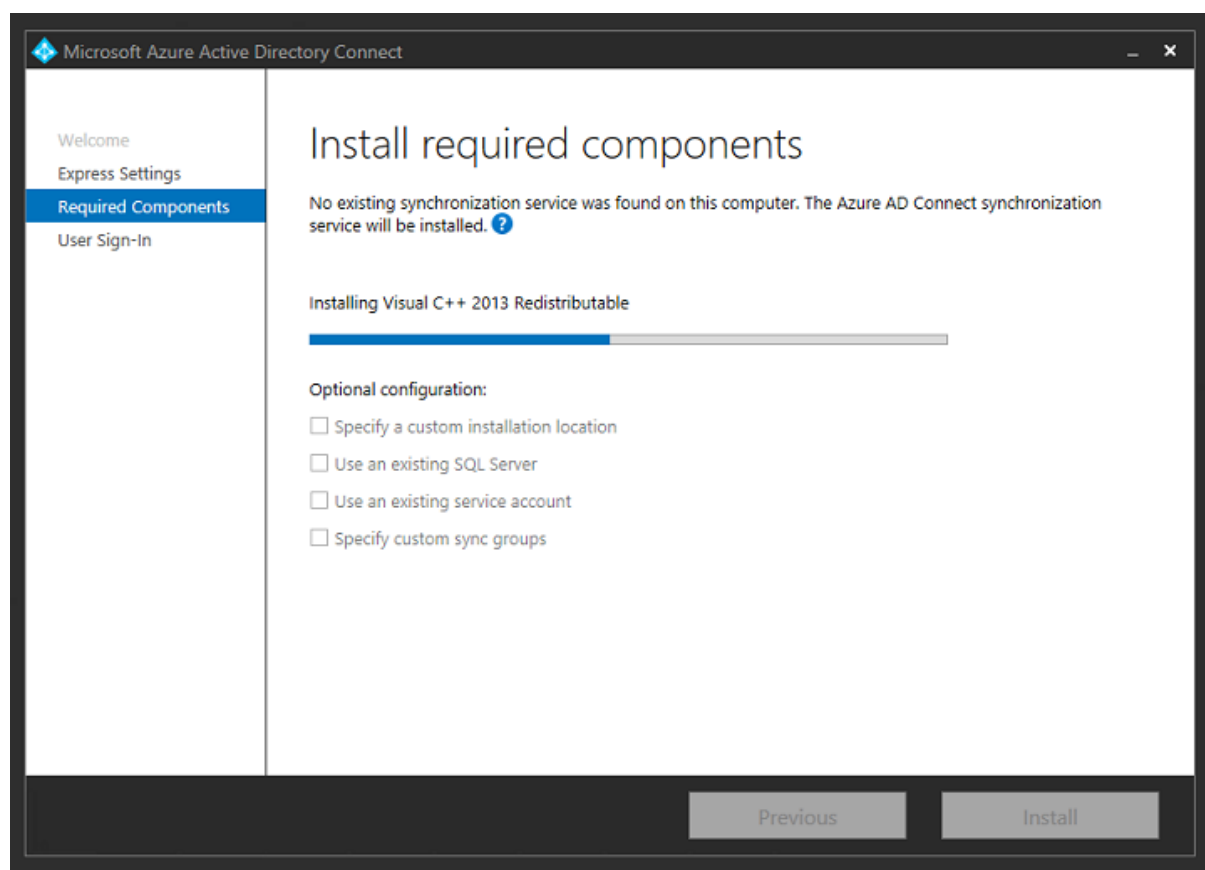 Microsoft Azure Active Directory Connect
Welcome
Express Settings
Required Components
User Sign-In
Install required components
No existing synchronization service was found on this computer. The Azure AD Connect synchronization
service will be installed. ?
Installing Visual C++ 2013 Redistributable
Optional configuration:
Specify a custom installation location
Use an existing SQL Server
Use an existing service account
Specify custom sync groups
Previous
Install